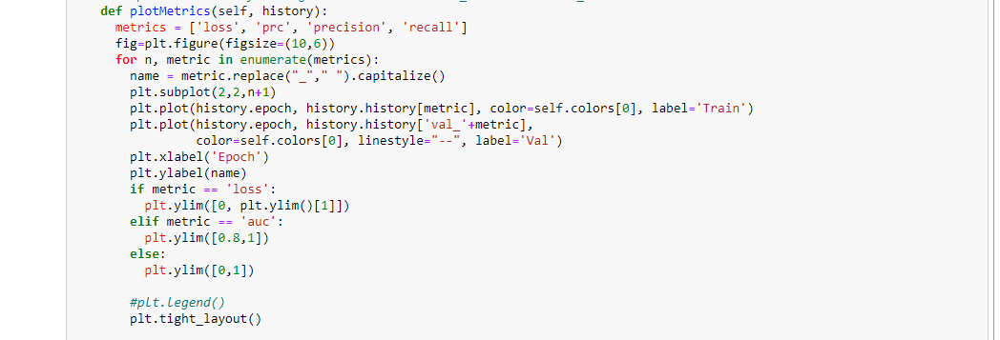 def plotMetrics(self, history):
metrics = ['loss', 'prc', 'precision', 'recall']
fig=plt.figure(figsize=(10,6))
for n, metric in enumerate(metrics):
name = metric.replace("_"," ").capitalize()
plt.subplot(2,2,n+1)
plt.plot(history.epoch, history.history[metric], color=self.colors[0], label='Train')
plt.plot(history.epoch, history.history['val_'+metric],
color=self.colors[0], linestyle="--", label='Val')
plt.xlabel('Epoch')
plt.ylabel(name)
if metric == 'loss':
plt.ylim([0, plt.ylim()[1]])
elif metric == 'auc':
plt.ylim([0.8,1])
else:
plt.ylim([0,1])
#plt.legend()
plt.tight_layout()